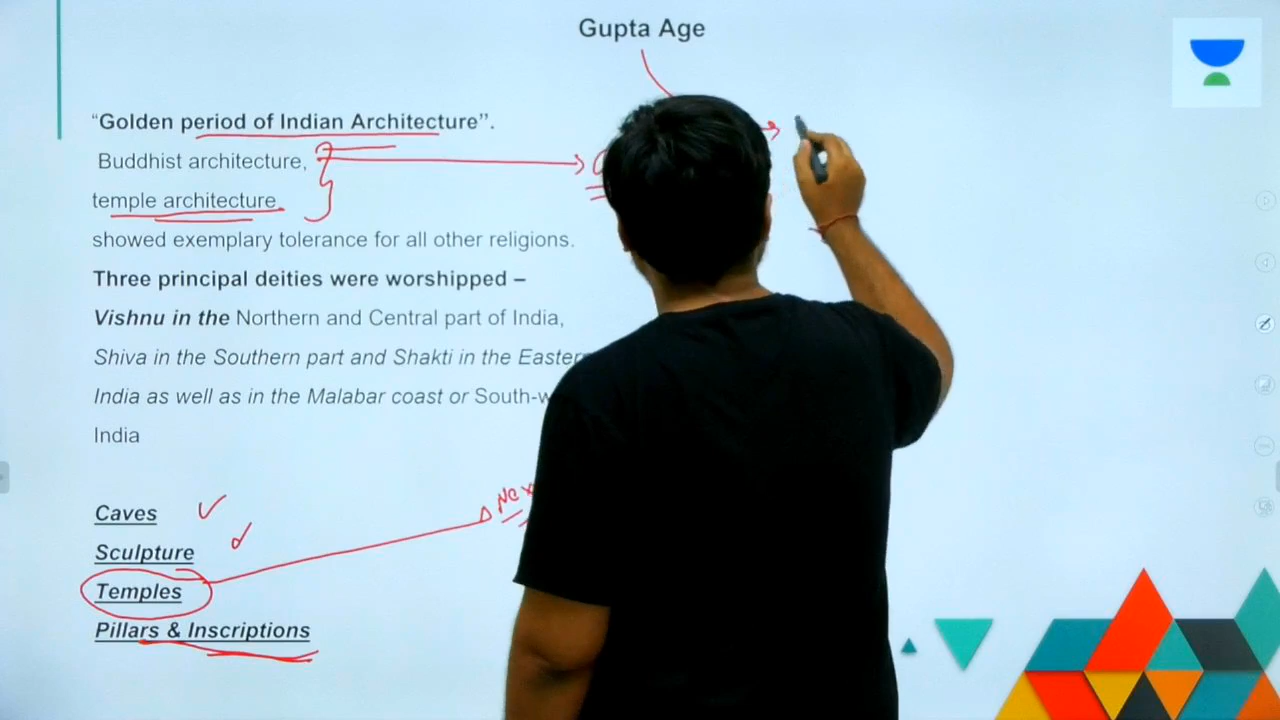 Gupta Age
“Golden period of Indian Architecture”.
Buddhist architecture,
temple architecture.
showed exemplary tolerance for all other religions.
Three principal deities were worshipped –
Vishnu in the Northern and Central part of India,
Shiva in the Southern part and Shakti in the Eastern
India as well as in the Malabar coast or
India
Caves
Sculpture
Temples
Pillars & Inscriptions